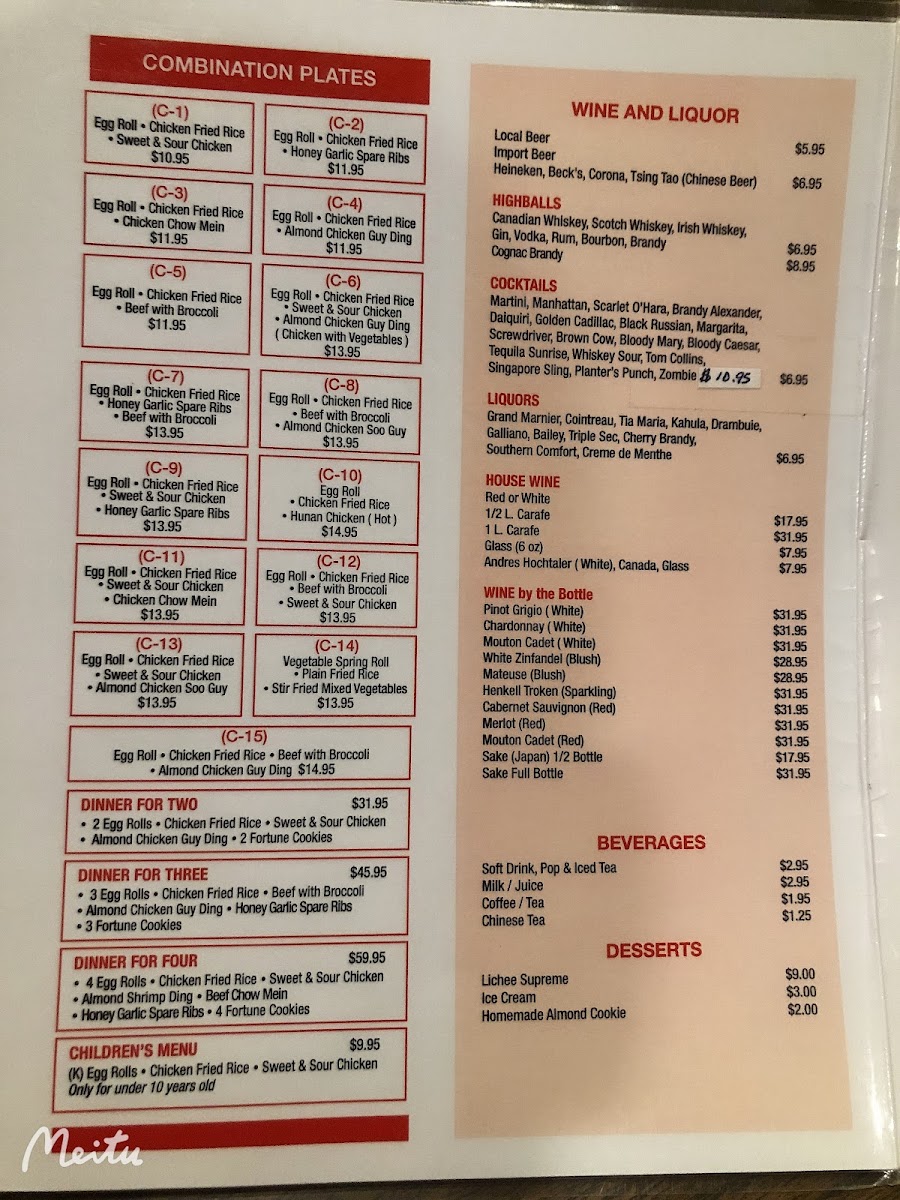 COMBINATION PLATES
(C-1)
Egg Roll • Chicken Fried Rice
• Sweet & Sour Chicken
$10.95
(C-2)
Egg Roll • Chicken Fried Rice
• Honey Garlic Spare Ribs
$11.95
(C-3)
Egg Roll • Chicken Fried Rice
• Chicken Chow Mein
$11.95
(C-4)
Egg Roll • Chicken Fried Rice
• Almond Chicken Guy Ding
$11.95
(C-5)
Egg Roll • Chicken Fried Rice
• Beef with Broccoli
$11.95
(C-6)
Egg Roll • Chicken Fried Rice
• Sweet & Sour Chicken
• Almond Chicken Guy Ding
( Chicken with Vegetables )
$13.95
(C-7)
Egg Roll • Chicken Fried Rice
• Honey Garlic Spare Ribs
• Beef with Broccoli
$13.95
(C-8)
Egg Roll • Chicken Fried Rice
• Beef with Broccoli
• Almond Chicken Soo Guy
$13.95
(C-9)
Egg Roll • Chicken Fried Rice
• Sweet & Sour Chicken
• Honey Garlic Spare Ribs
$13.95
(C-10)
Egg Roll
• Chicken Fried Rice
• Hunan Chicken ( Hot )
$14.95
(C-11)
Egg Roll • Chicken Fried Rice
• Sweet & Sour Chicken
• Chicken Chow Mein
$13.95
(C-12)
Egg Roll • Chicken Fried Rice
• Beef with Broccoli
• Sweet & Sour Chicken
$13.95
(C-13)
Egg Roll • Chicken Fried Rice
• Sweet & Sour Chicken
• Almond Chicken Soo Guy
$13.95
(C-14)
Vegetable Spring Roll
• Plain Fried Rice
• Stir Fried Mixed Vegetables
$13.95
(C-15)
Egg Roll • Chicken Fried Rice • Beef with Broccoli
• Almond Chicken Guy Ding $14.95
DINNER FOR TWO $31.95
• 2 Egg Rolls • Chicken Fried Rice • Sweet & Sour Chicken
• Almond Chicken Guy Ding • 2 Fortune Cookies
DINNER FOR THREE $45.95
• 3 Egg Rolls • Chicken Fried Rice • Beef with Broccoli
• Almond Chicken Guy Ding • Honey Garlic Spare Ribs
• 3 Fortune Cookies
DINNER FOR FOUR $59.95
• 4 Egg Rolls • Chicken Fried Rice • Sweet & Sour Chicken
• Almond Shrimp Ding • Beef Chow Mein
• Honey Garlic Spare Ribs • 4 Fortune Cookies
CHILDREN'S MENU $9.95
(K) Egg Rolls • Chicken Fried Rice • Sweet & Sour Chicken
Only for under 10 years old
WINE AND LIQUOR
Local Beer $5.95
Import Beer
Heineken, Beck's, Corona, Tsing Tao (Chinese Beer) $6.95
HIGHBALLS
Canadian Whiskey, Scotch Whiskey, Irish Whiskey,
Gin, Vodka, Rum, Bourbon, Brandy $6.95
Cognac Brandy $8.95
COCKTAILS
Martini, Manhattan, Scarlet O'Hara, Brandy Alexander,
Daiquiri, Golden Cadillac, Black Russian, Margarita,
Screwdriver, Brown Cow, Bloody Mary, Bloody Caesar,
Tequila Sunrise, Whiskey Sour, Tom Collins,
Singapore Sling, Planter's Punch, Zombie $ 10.95 $6.95
LIQUORS
Grand Marnier, Cointreau, Tia Maria, Kahula, Drambuie,
Galliano, Bailey, Triple Sec, Cherry Brandy,
Southern Comfort, Creme de Menthe $6.95
HOUSE WINE
Red or White
1/2 L. Carafe $17.95
1 L. Carafe $31.95
Glass (6 oz) $7.95
Andres Hochtaler ( White), Canada, Glass $7.95
WINE by the Bottle
Pinot Grigio ( White) $31.95
Chardonnay ( White) $31.95
Mouton Cadet ( White) $31.95
White Zinfandel (Blush) $28.95
Mateuse (Blush) $28.95
Henkell Troken (Sparkling) $31.95
Cabernet Sauvignon (Red) $31.95
Merlot (Red) $31.95
Mouton Cadet (Red) $31.95
Sake (Japan) 1/2 Bottle $17.95
Sake Full Bottle $31.95
BEVERAGES
Soft Drink, Pop & Iced Tea $2.95
Milk / Juice $2.95
Coffee / Tea $1.95
Chinese Tea $1.25
DESSERTS
Lichee Supreme $9.00
Ice Cream $3.00
Homemade Almond Cookie $2.00
Meitu